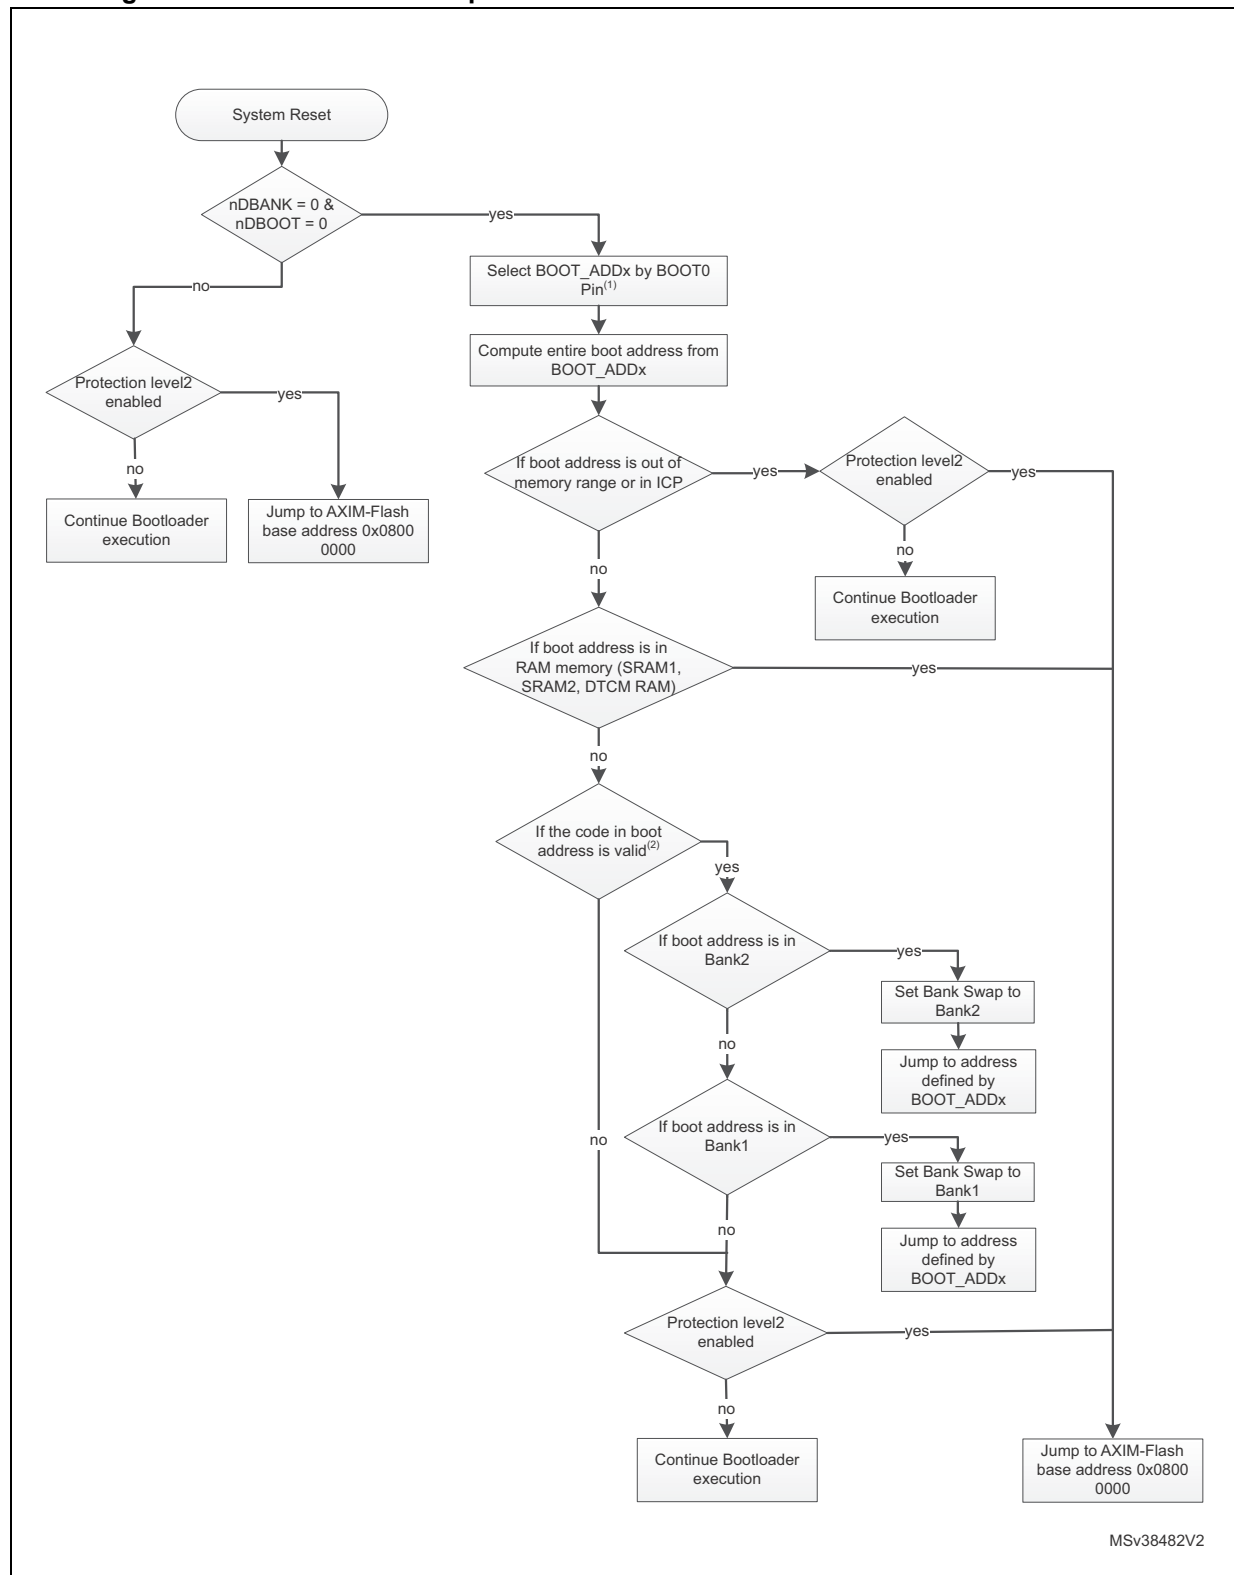 System Reset
nDBANK = 0 &
nDBOOT = 0
yes
no
Select BOOT_ADDx by BOOT0
Pin(1)
Compute entire boot address from
BOOT_ADDx
Protection level2
enabled
yes
no
Continue Bootloader
execution
Jump to AXIM-Flash
base address 0x0800
0000
If boot address is out of
memory range or in ICP
yes
Protection level2
enabled
yes
no
Continue Bootloader
execution
no
If boot address is in
RAM memory (SRAM1,
SRAM2, DTCM RAM)
yes
no
If the code in boot
address is valid(2)
yes
If boot address is in
Bank2
yes
Set Bank Swap to
Bank2
Jump to address
defined by
BOOT_ADDx
no
If boot address is in
Bank1
yes
Set Bank Swap to
Bank1
Jump to address
defined by
BOOT_ADDx
no
no
Protection level2
enabled
yes
no
Continue Bootloader
execution
Jump to AXIM-Flash
base address 0x0800
0000
MSv38482V2